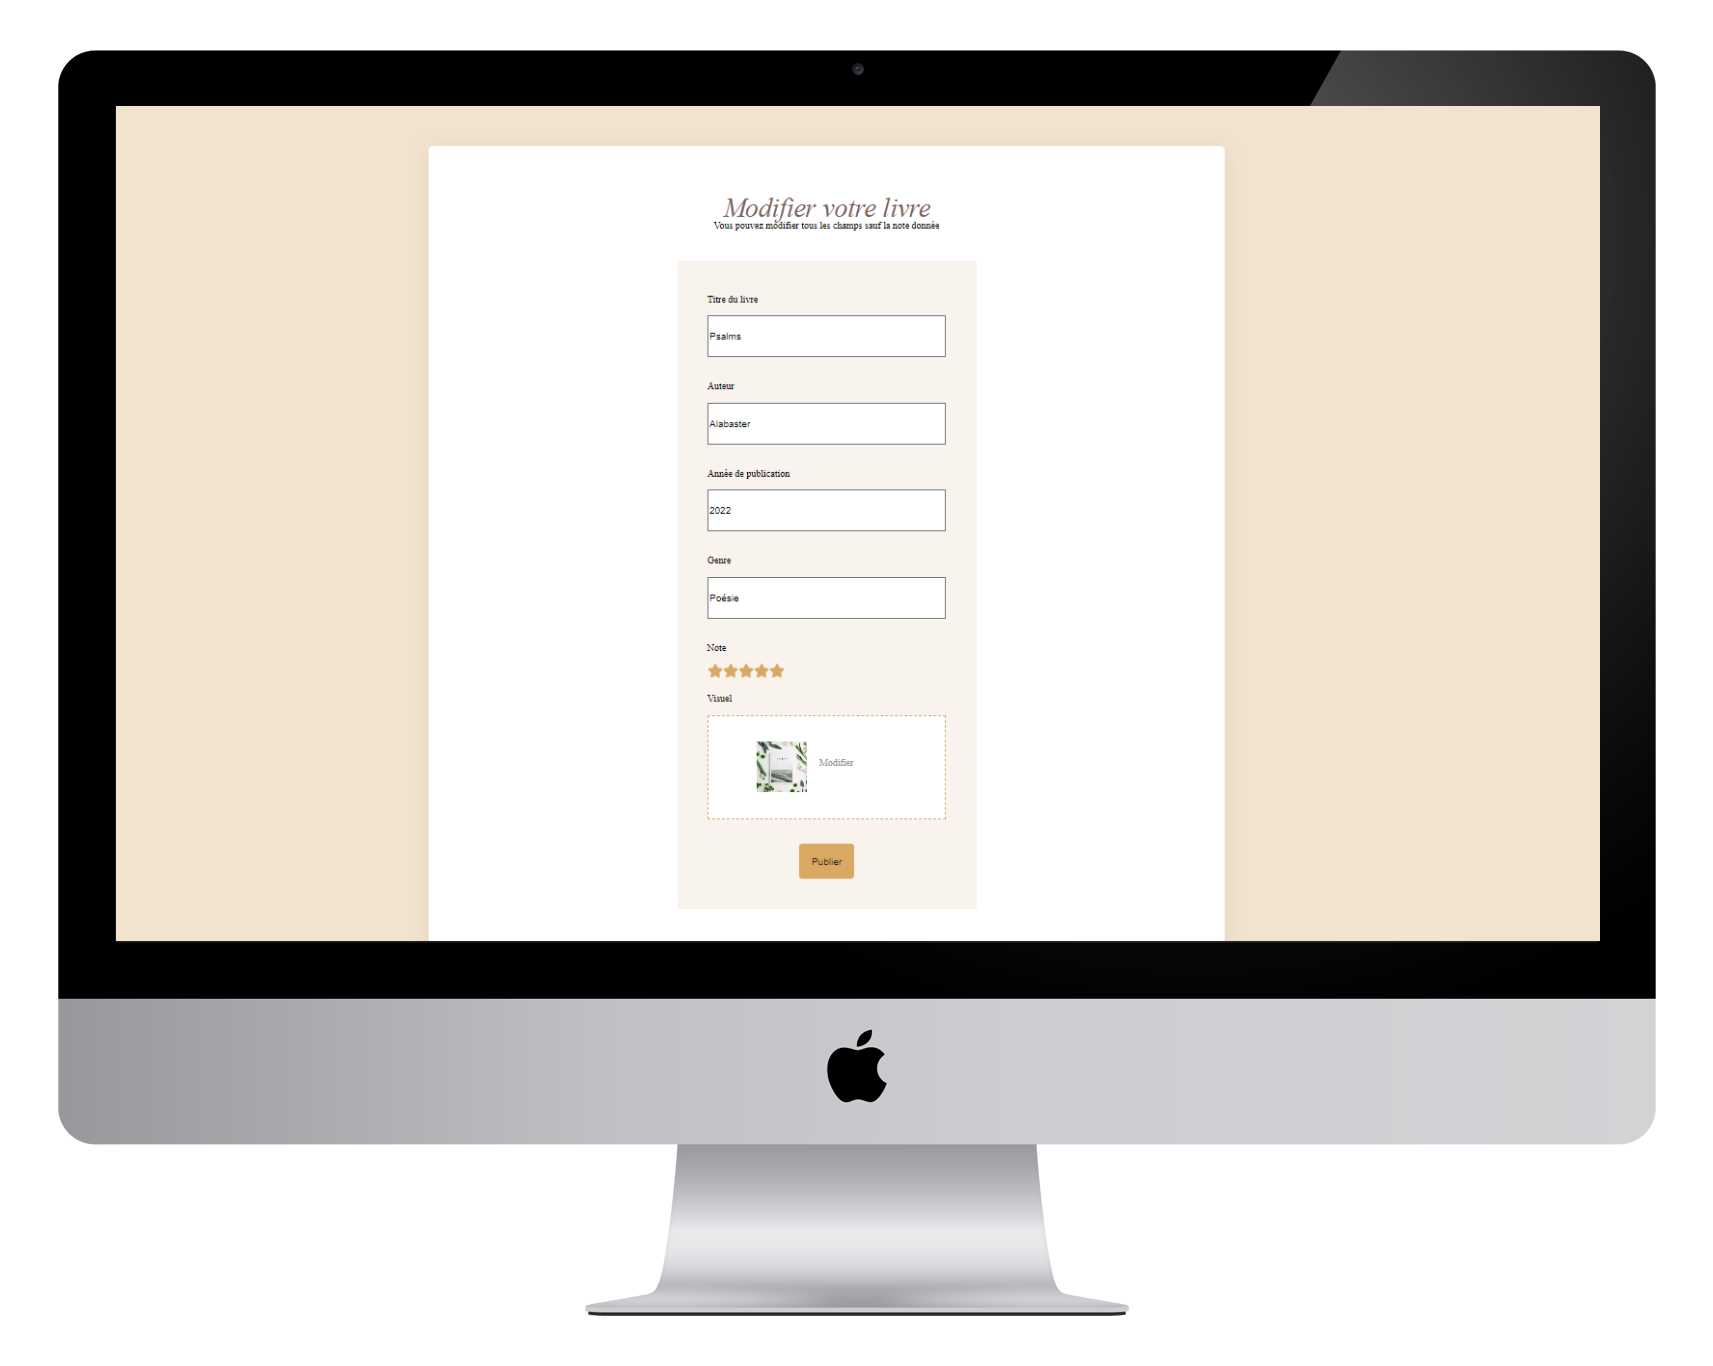 Modifier votre livre
Vous pouvez modifier tous les champs sauf la note donnée
Titre du livre
Psalms
Auteur
Alabaster
Année de publication
2022
Genre
Poésie
Note
Visuel
Modifier
Publier